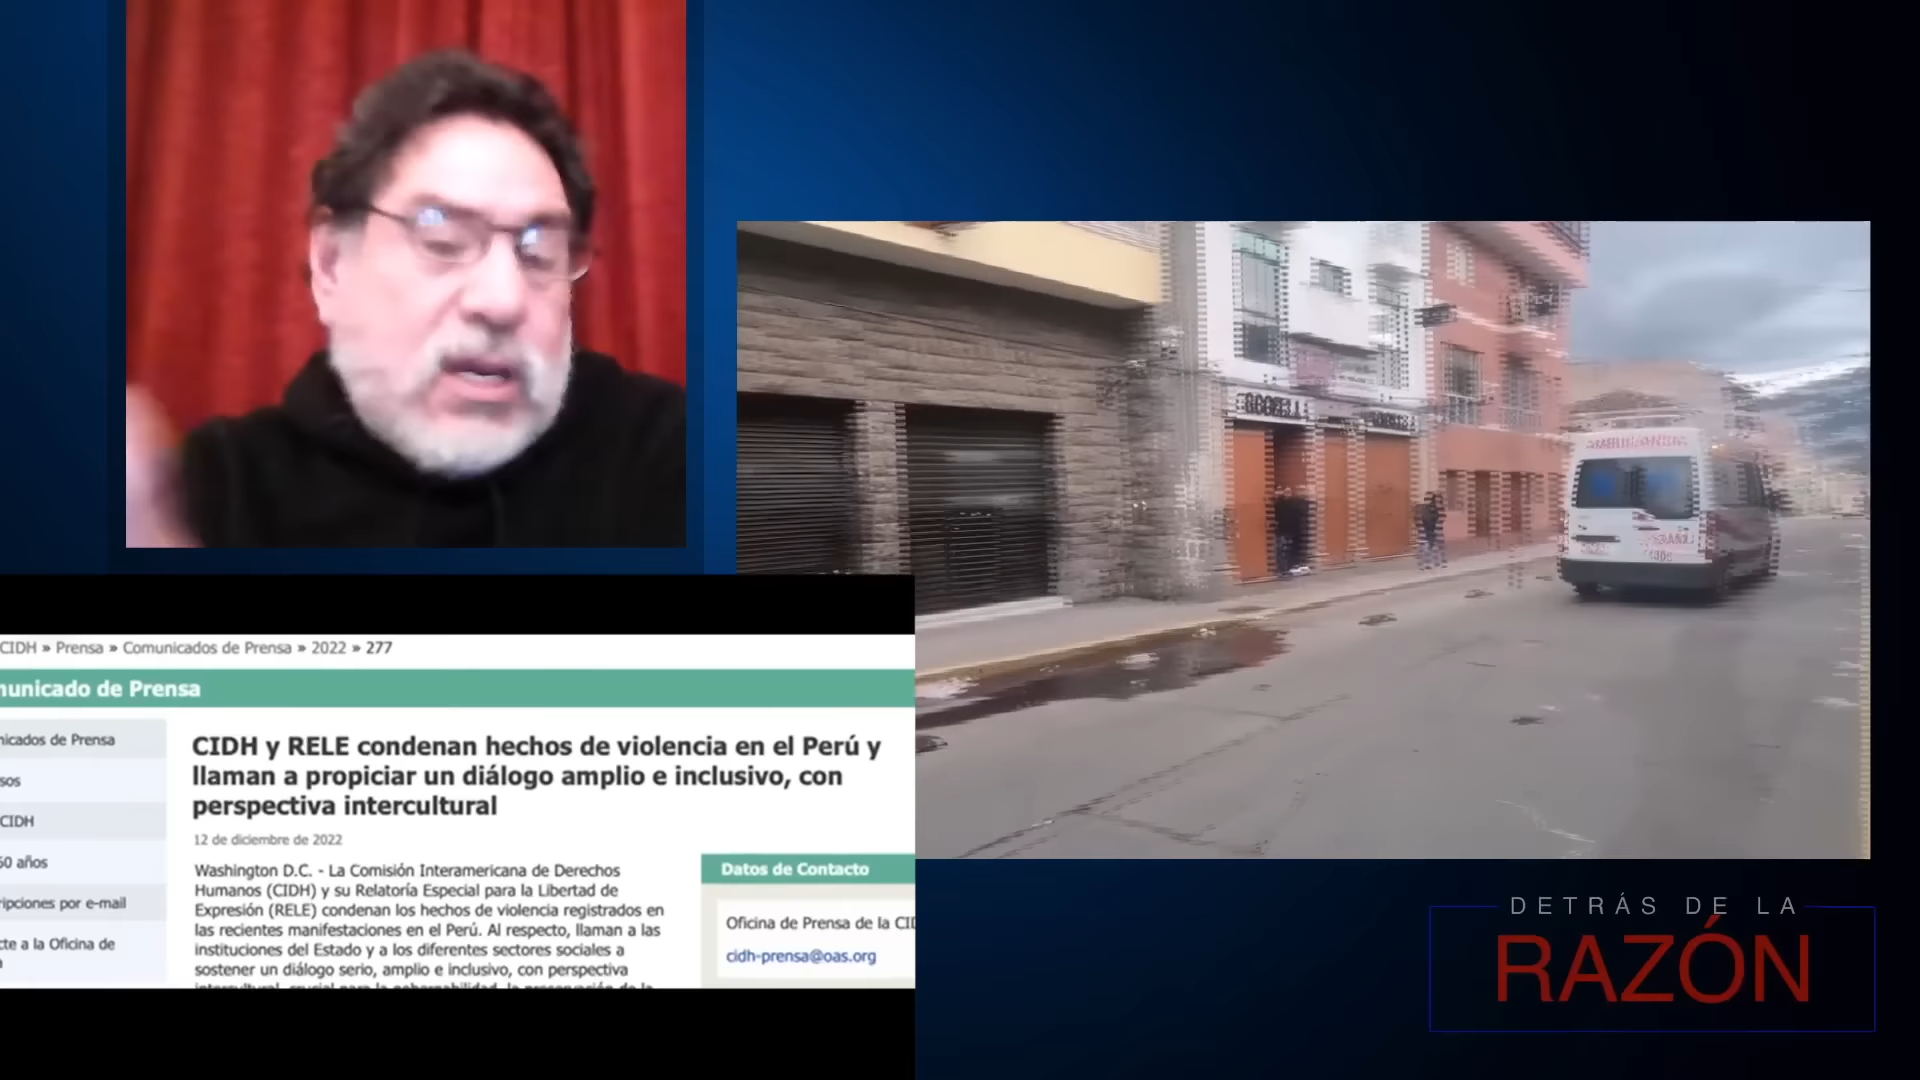 CIDH » Prensa » Comunicados de Prensa » 2022 » 277
municado de Prensa
nicados de Prensa
sos
CIDH
60 años
ripciones por e-mail
cte a la Oficina de
CIDH y RELE condenan hechos de violencia en el Perú y
llaman a propiciar un diálogo amplio e inclusivo, con
perspectiva intercultural
12 de diciembre de 2022
Washington D.C. - La Comisión Interamericana de Derechos
Humanos (CIDH) y su Relatoría Especial para la Libertad de
Expresión (RELE) condenan los hechos de violencia registrados en
las recientes manifestaciones en el Perú. Al respecto, llaman a las
instituciones del Estado y a los diferentes sectores sociales a
sostener un diálogo serio, amplio e inclusivo, con perspectiva
Datos de Contacto
Oficina de Prensa de la CID
cidh-prensa@oas.org
DETRÁS DE LA
RAZÓN